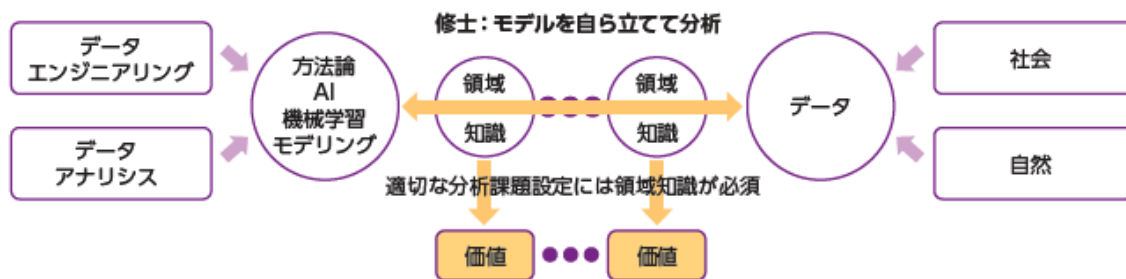 修士：モデルを自ら立てて分析
データ
エンジニアリング
データ
アナリシス
方法論
AI
機械学習
モデリング
領域
知識
領域
知識
データ
社会
自然
適切な分析課題設定には領域知識が必須
価値
価値